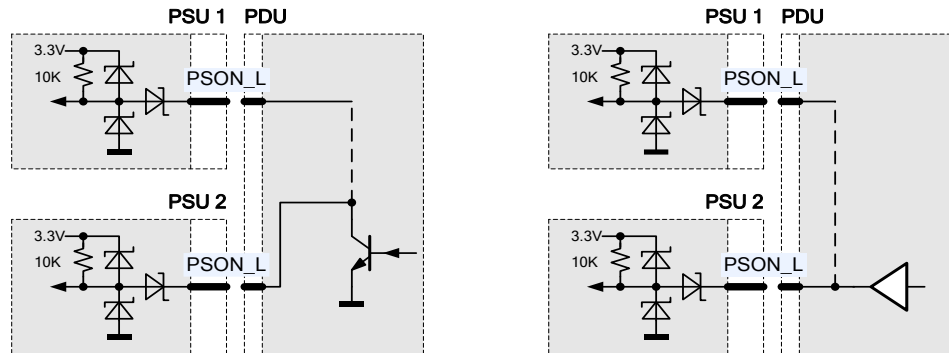 PSU 1 PDU
3.3V
10K
PSON_L
PSU 2
3.3V
10K
PSON_L
PSU 1 PDU
3.3V
10K
PSON_L
PSU 2
3.3V
10K
PSON_L